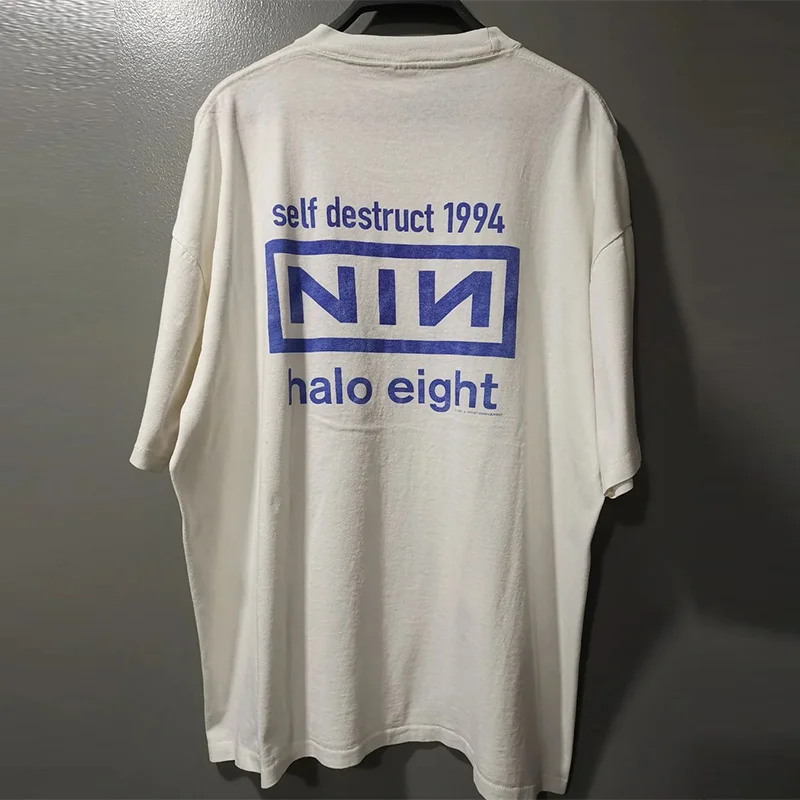 self destruct 1994
NIN
halo eight